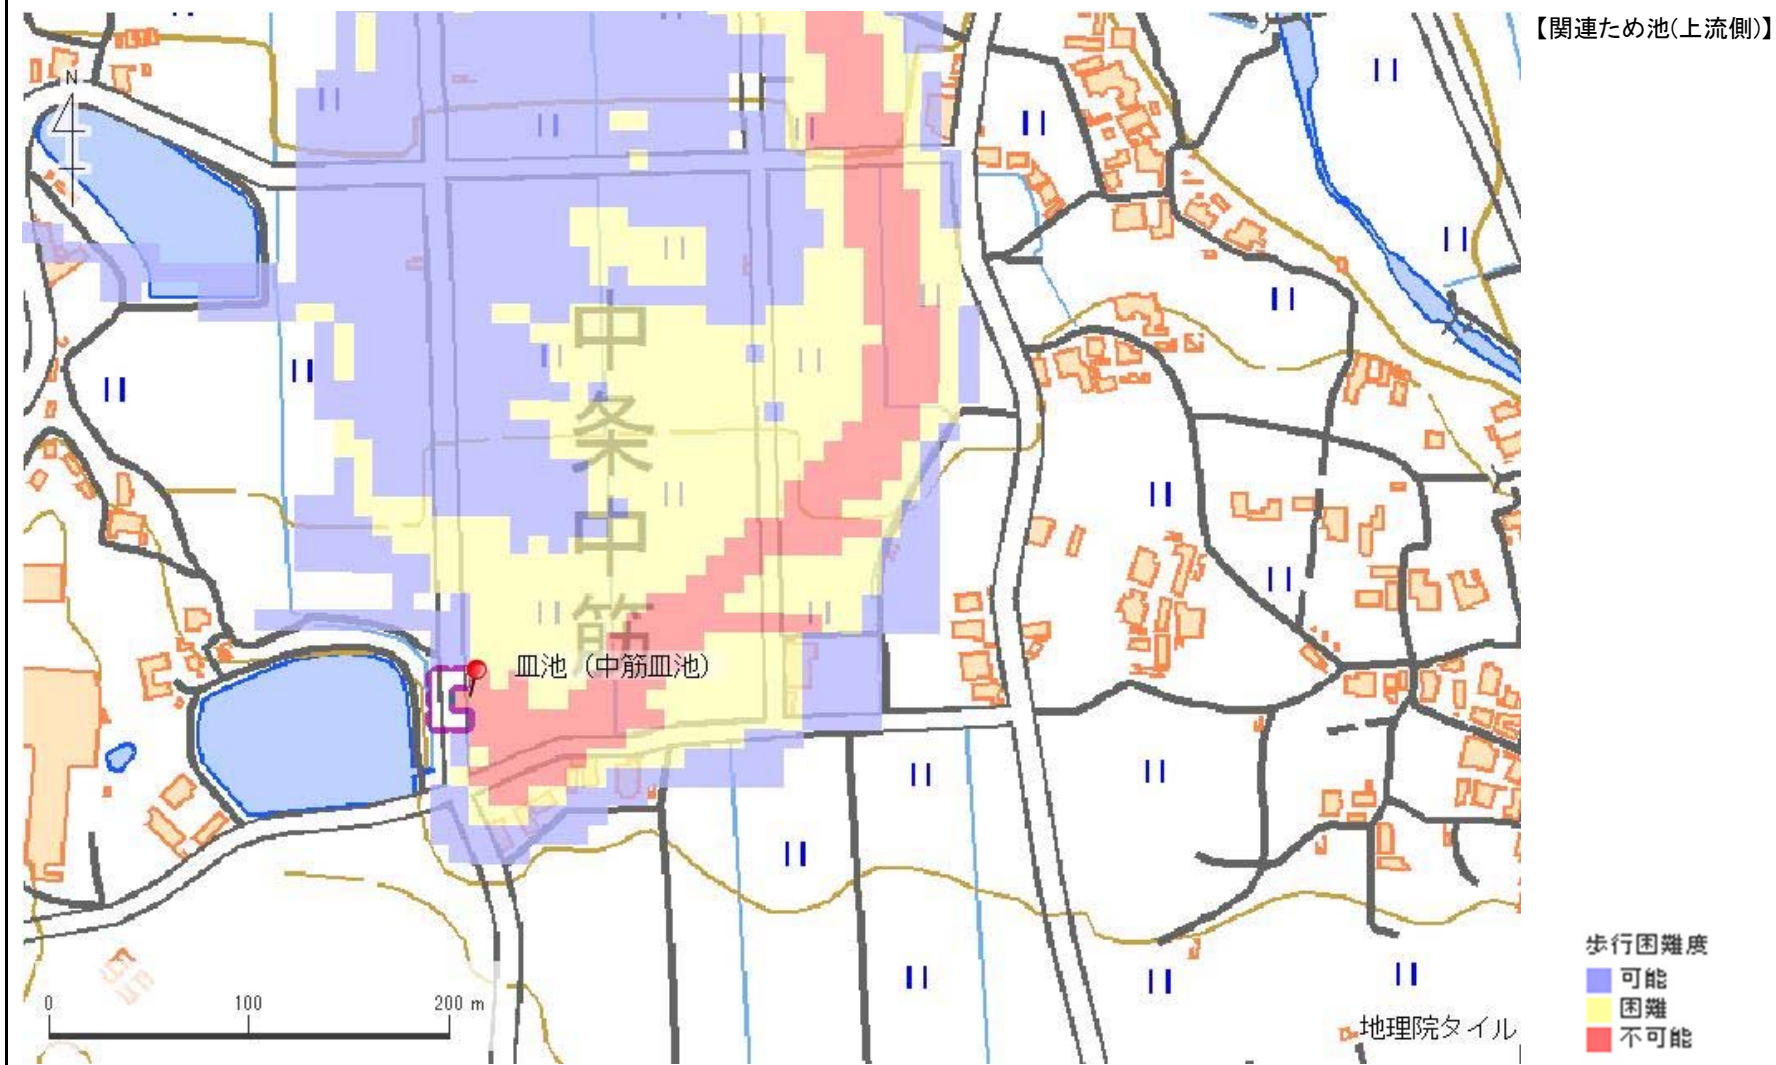 【関連ため池(上流側)】
N
中条中筋
皿池（中筋皿池）
0 100 200 m
地理院タイル
歩行困難度
可能
困難
不可能